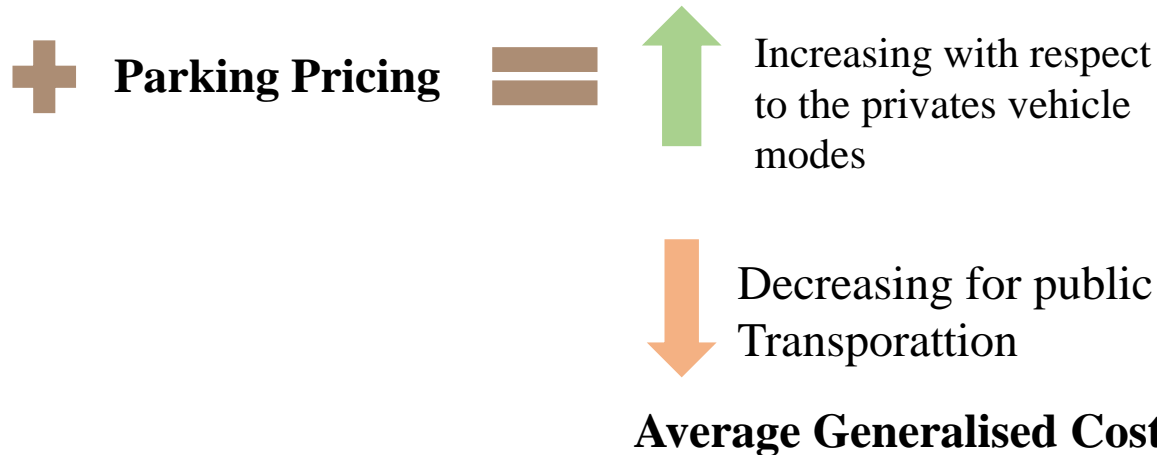 Parking Pricing
Increasing with respect
to the privates vehicle
modes
Decreasing for public
Transporattion
Average Generalised Cost